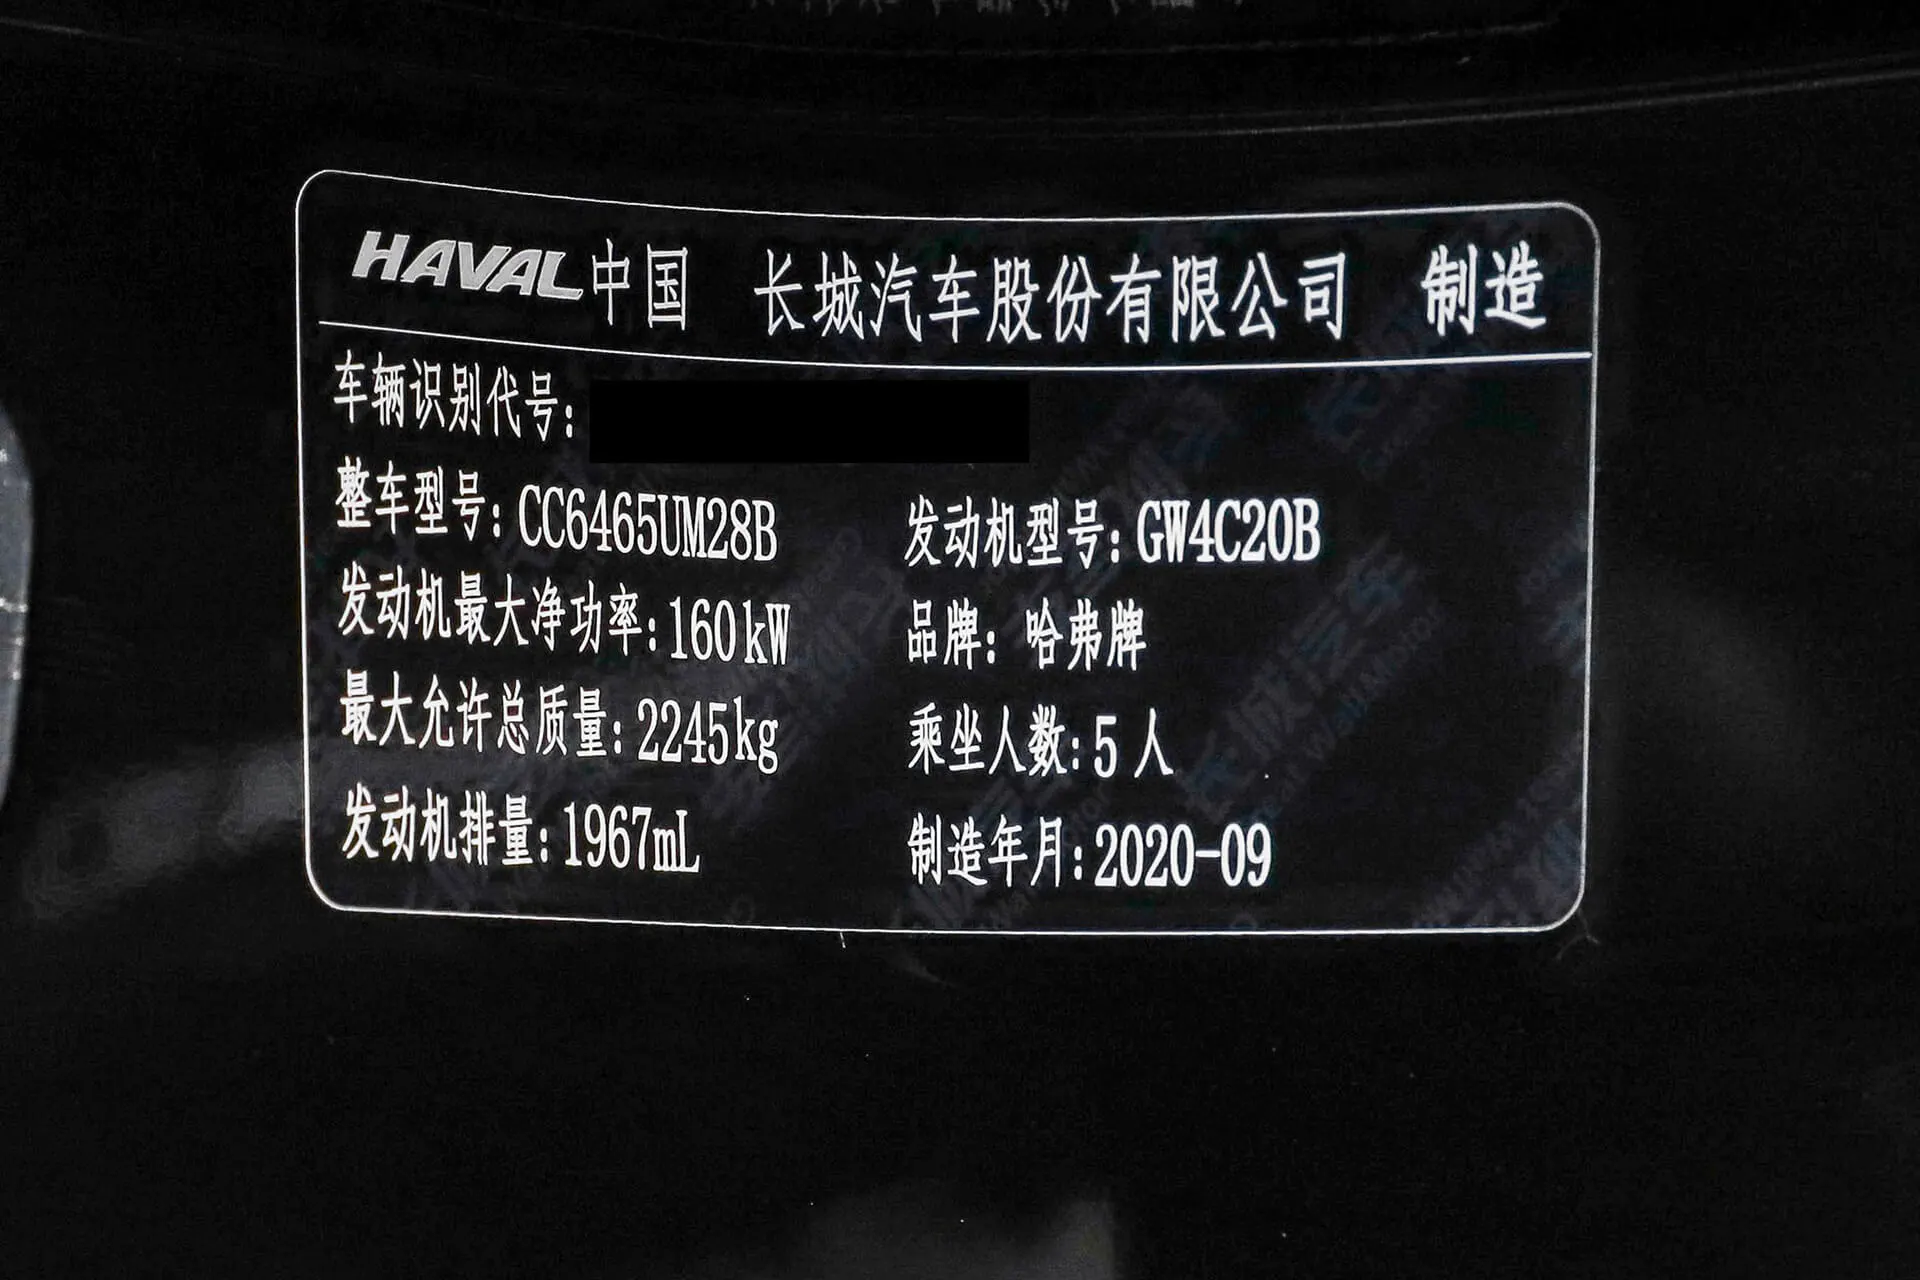 HAVAL中国 长城汽车股份有限公司 制造
车辆识别代号:
整车型号: CC6465UM28B 发动机型号: GW4C20B
发动机最大净功率: 160kW 品牌: 哈弗牌
最大允许总质量: 2245kg 乘坐人数: 5 人
发动机排量: 1967mL 制造年月: 2020-09